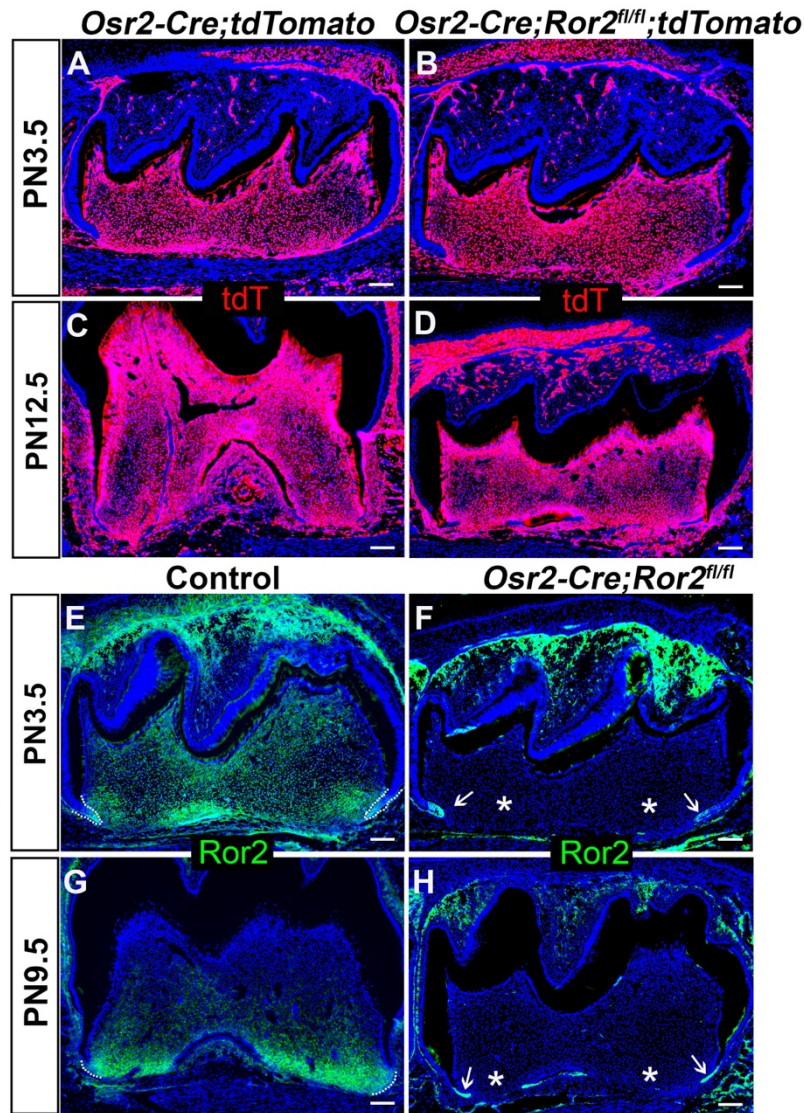 Osr2-Cre;tdTomato Osr2-Cre;Ror2fl/fl;tdTomato
PN3.5
A
B
tdT
tdT
PN12.5
C
D
Control Osr2-Cre;Ror2fl/fl
PN3.5
E
F
* *
Ror2
Ror2
PN9.5
G
H
* *